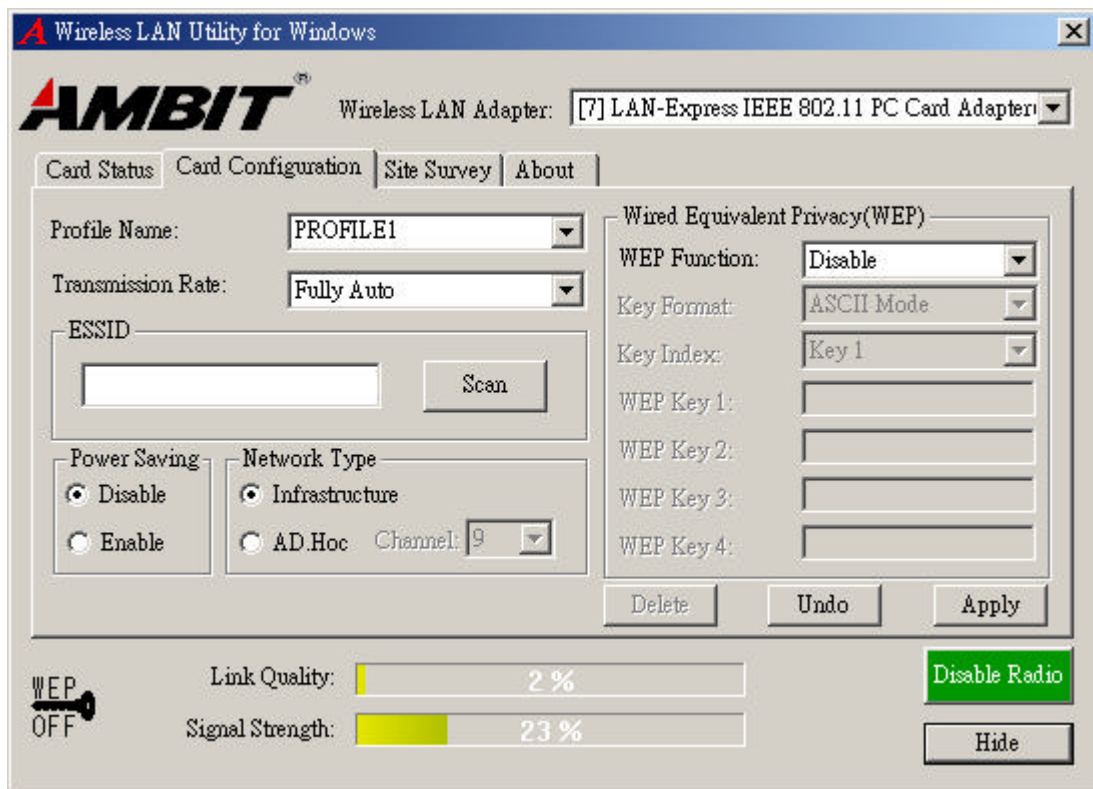 Wireless LAN Utility for Windows
AMBIT®
Wireless LAN Adapter: [7] LAN-Express IEEE 802.11 PC Card Adapter
Card Status Card Configuration Site Survey About
Profile Name: PROFILE1
Transmission Rate: Fully Auto
ESSID
Scan
Power Saving
Disable
Enable
Network Type
Infrastructure
AD.Hoc Channel: 9
Wired Equivalent Privacy(WEP)
WEP Function: Disable
Key Format: ASCII Mode
Key Index: Key 1
WEP Key 1:
WEP Key 2:
WEP Key 3:
WEP Key 4:
Delete Undo Apply
WEP
OFF
Link Quality: 2 %
Signal Strength: 23 %
Disable Radio
Hide